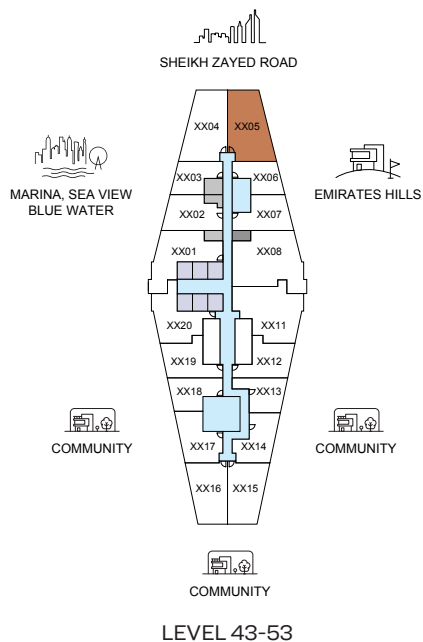 SHEIKH ZAYED ROAD
XX04 XX05
MARINA, SEA VIEW
BLUE WATER
XX03 XX06
EMIRATES HILLS
XX02 XX07
XX01 XX08
XX20 XX11
XX19 XX12
XX18 XX13
COMMUNITY
COMMUNITY
XX17 XX14
XX16 XX15
COMMUNITY
LEVEL 43-53